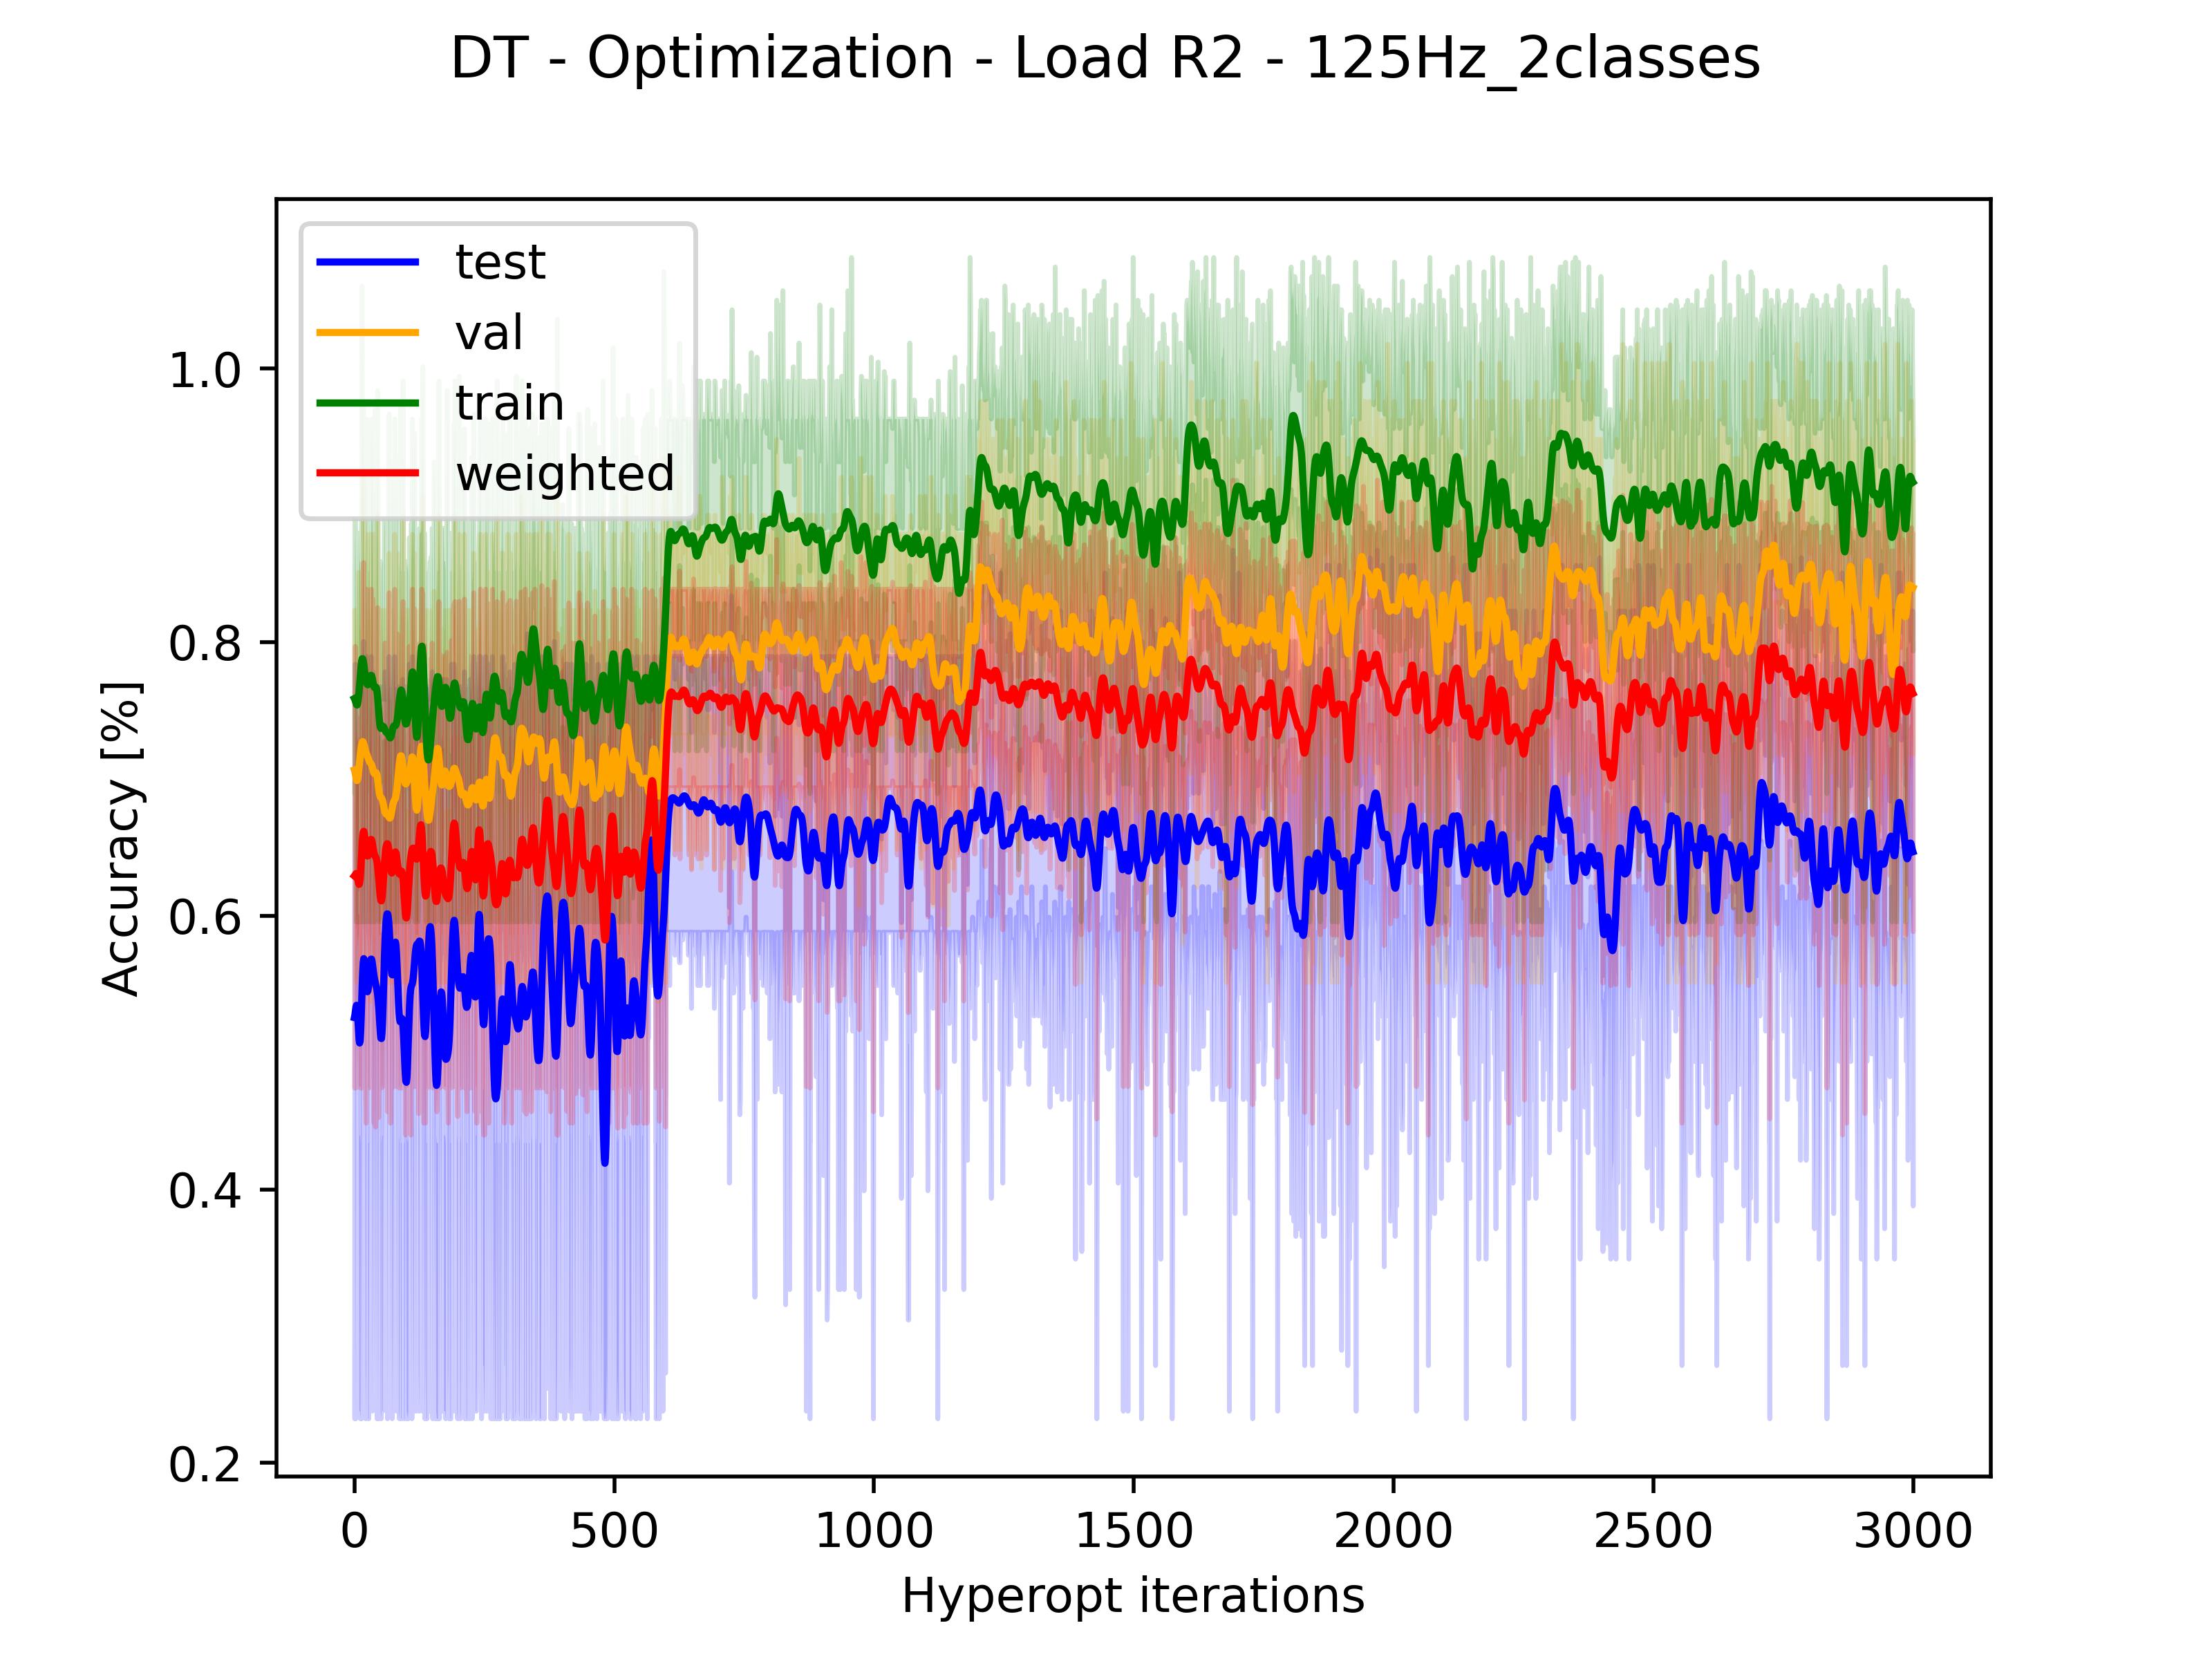 DT - Optimization - Load R2 - 125Hz_2classes
test
val
train
weighted
Accuracy [%]
1.0
0.8
0.6
0.4
0.2
0 500 1000 1500 2000 2500 3000
Hyperopt iterations